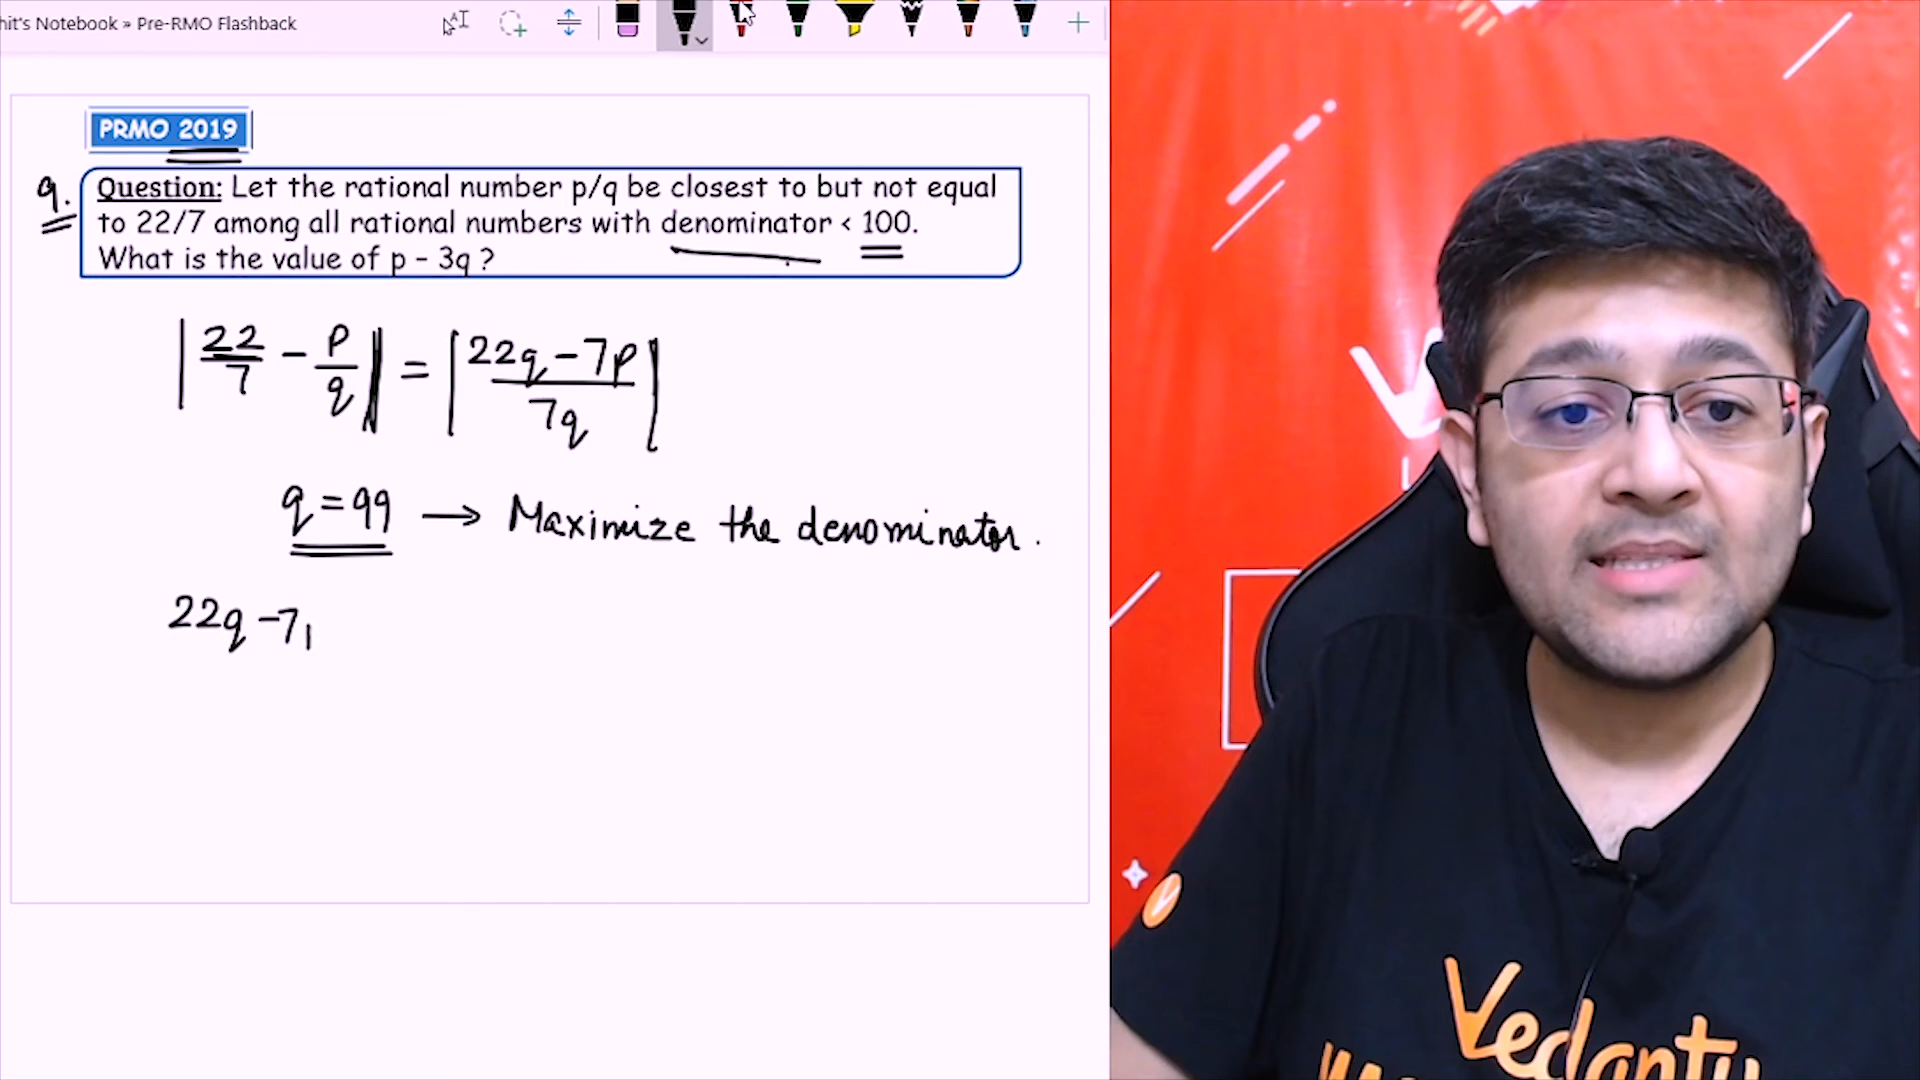 hit's Notebook » Pre-RMO Flashback
PRMO 2019
9. Question: Let the rational number p/q be closest to but not equal
to 22/7 among all rational numbers with denominator < 100.
What is the value of p - 3q ?
|22/7 - p/q| = |22q - 7p / 7q|
q = 99 → Maximize the denominator.
22q - 7
Vedantu